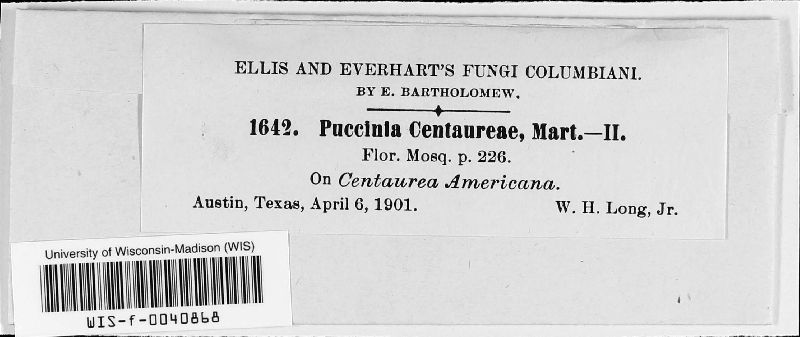 ELLIS AND EVERHART'S FUNGI COLUMBIANI.
BY E. BARTHOLOMEW.
1642. Puccinia Centaureae, Mart.—II.
Flor. Mosq. p. 226.
On Centaurea Americana.
Austin, Texas, April 6, 1901. W. H. Long, Jr.
University of Wisconsin-Madison (WIS)
WIS-f-0040868